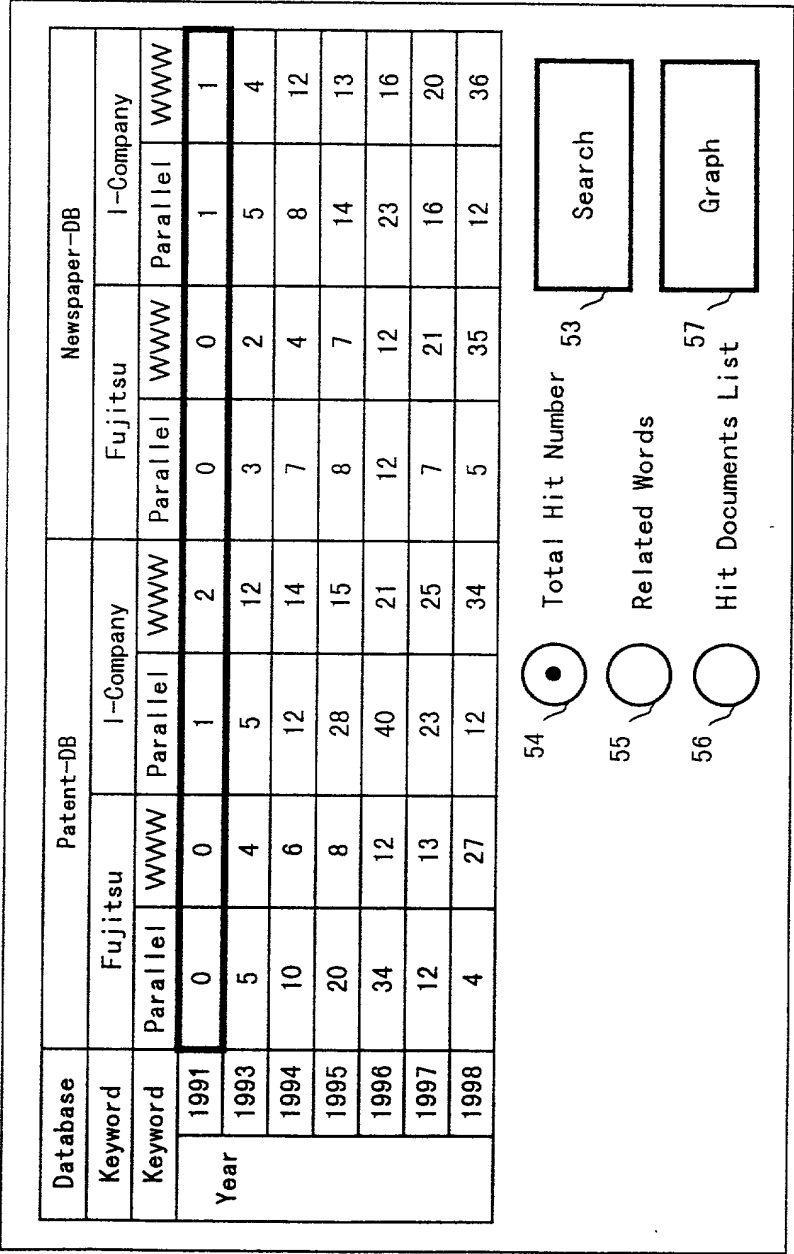 Database Patent-DB Newspaper-DB
Keyword Fujitsu I-Company Fujitsu I-Company
Keyword Parallel WWW Parallel WWW Parallel WWW Parallel WWW
Year
1991 0 0 1 2 0 0 1 1
1993 5 4 5 12 3 2 5 4
1994 10 6 12 14 7 4 8 12
1995 20 8 28 15 8 7 14 13
1996 34 12 40 21 12 12 23 16
1997 12 13 23 25 7 21 16 20
1998 4 27 12 34 5 35 12 36
54 Total Hit Number 53 Search
55 Related Words
56 Hit Documents List 57 Graph